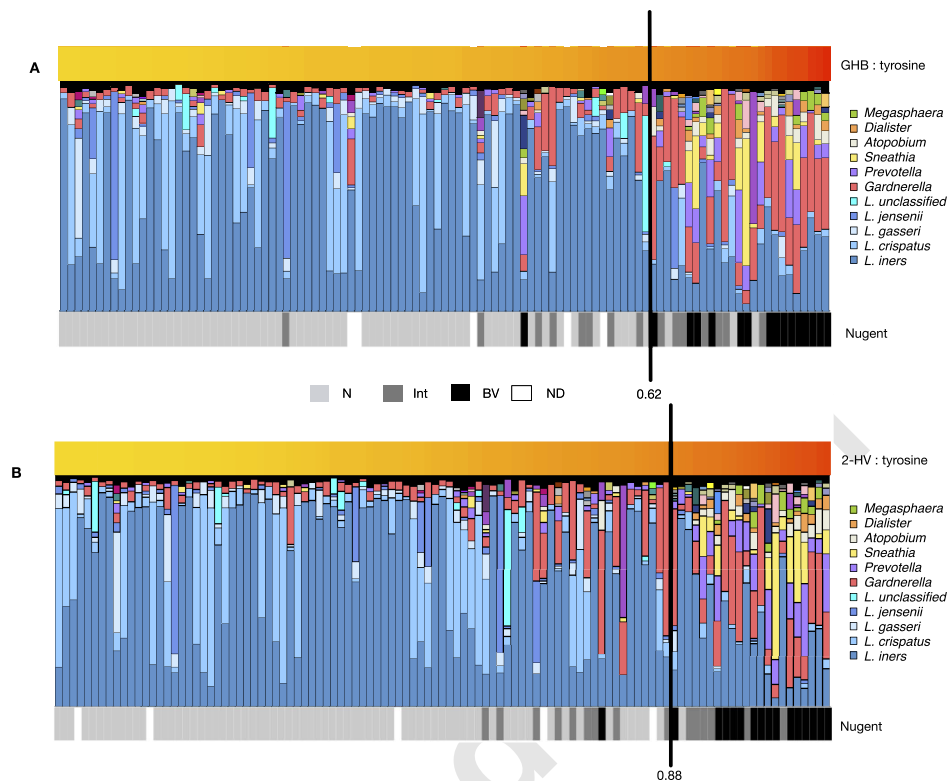 A
GHB : tyrosine
Megasphaera
Dialister
Atopobium
Sneathia
Prevotella
Gardnerella
L. unclassified
L. jensenii
L. gasseri
L. crispatus
L. iners
Nugent
N
Int
BV
ND
0.62
B
2-HV : tyrosine
Megasphaera
Dialister
Atopobium
Sneathia
Prevotella
Gardnerella
L. unclassified
L. jensenii
L. gasseri
L. crispatus
L. iners
Nugent
0.88